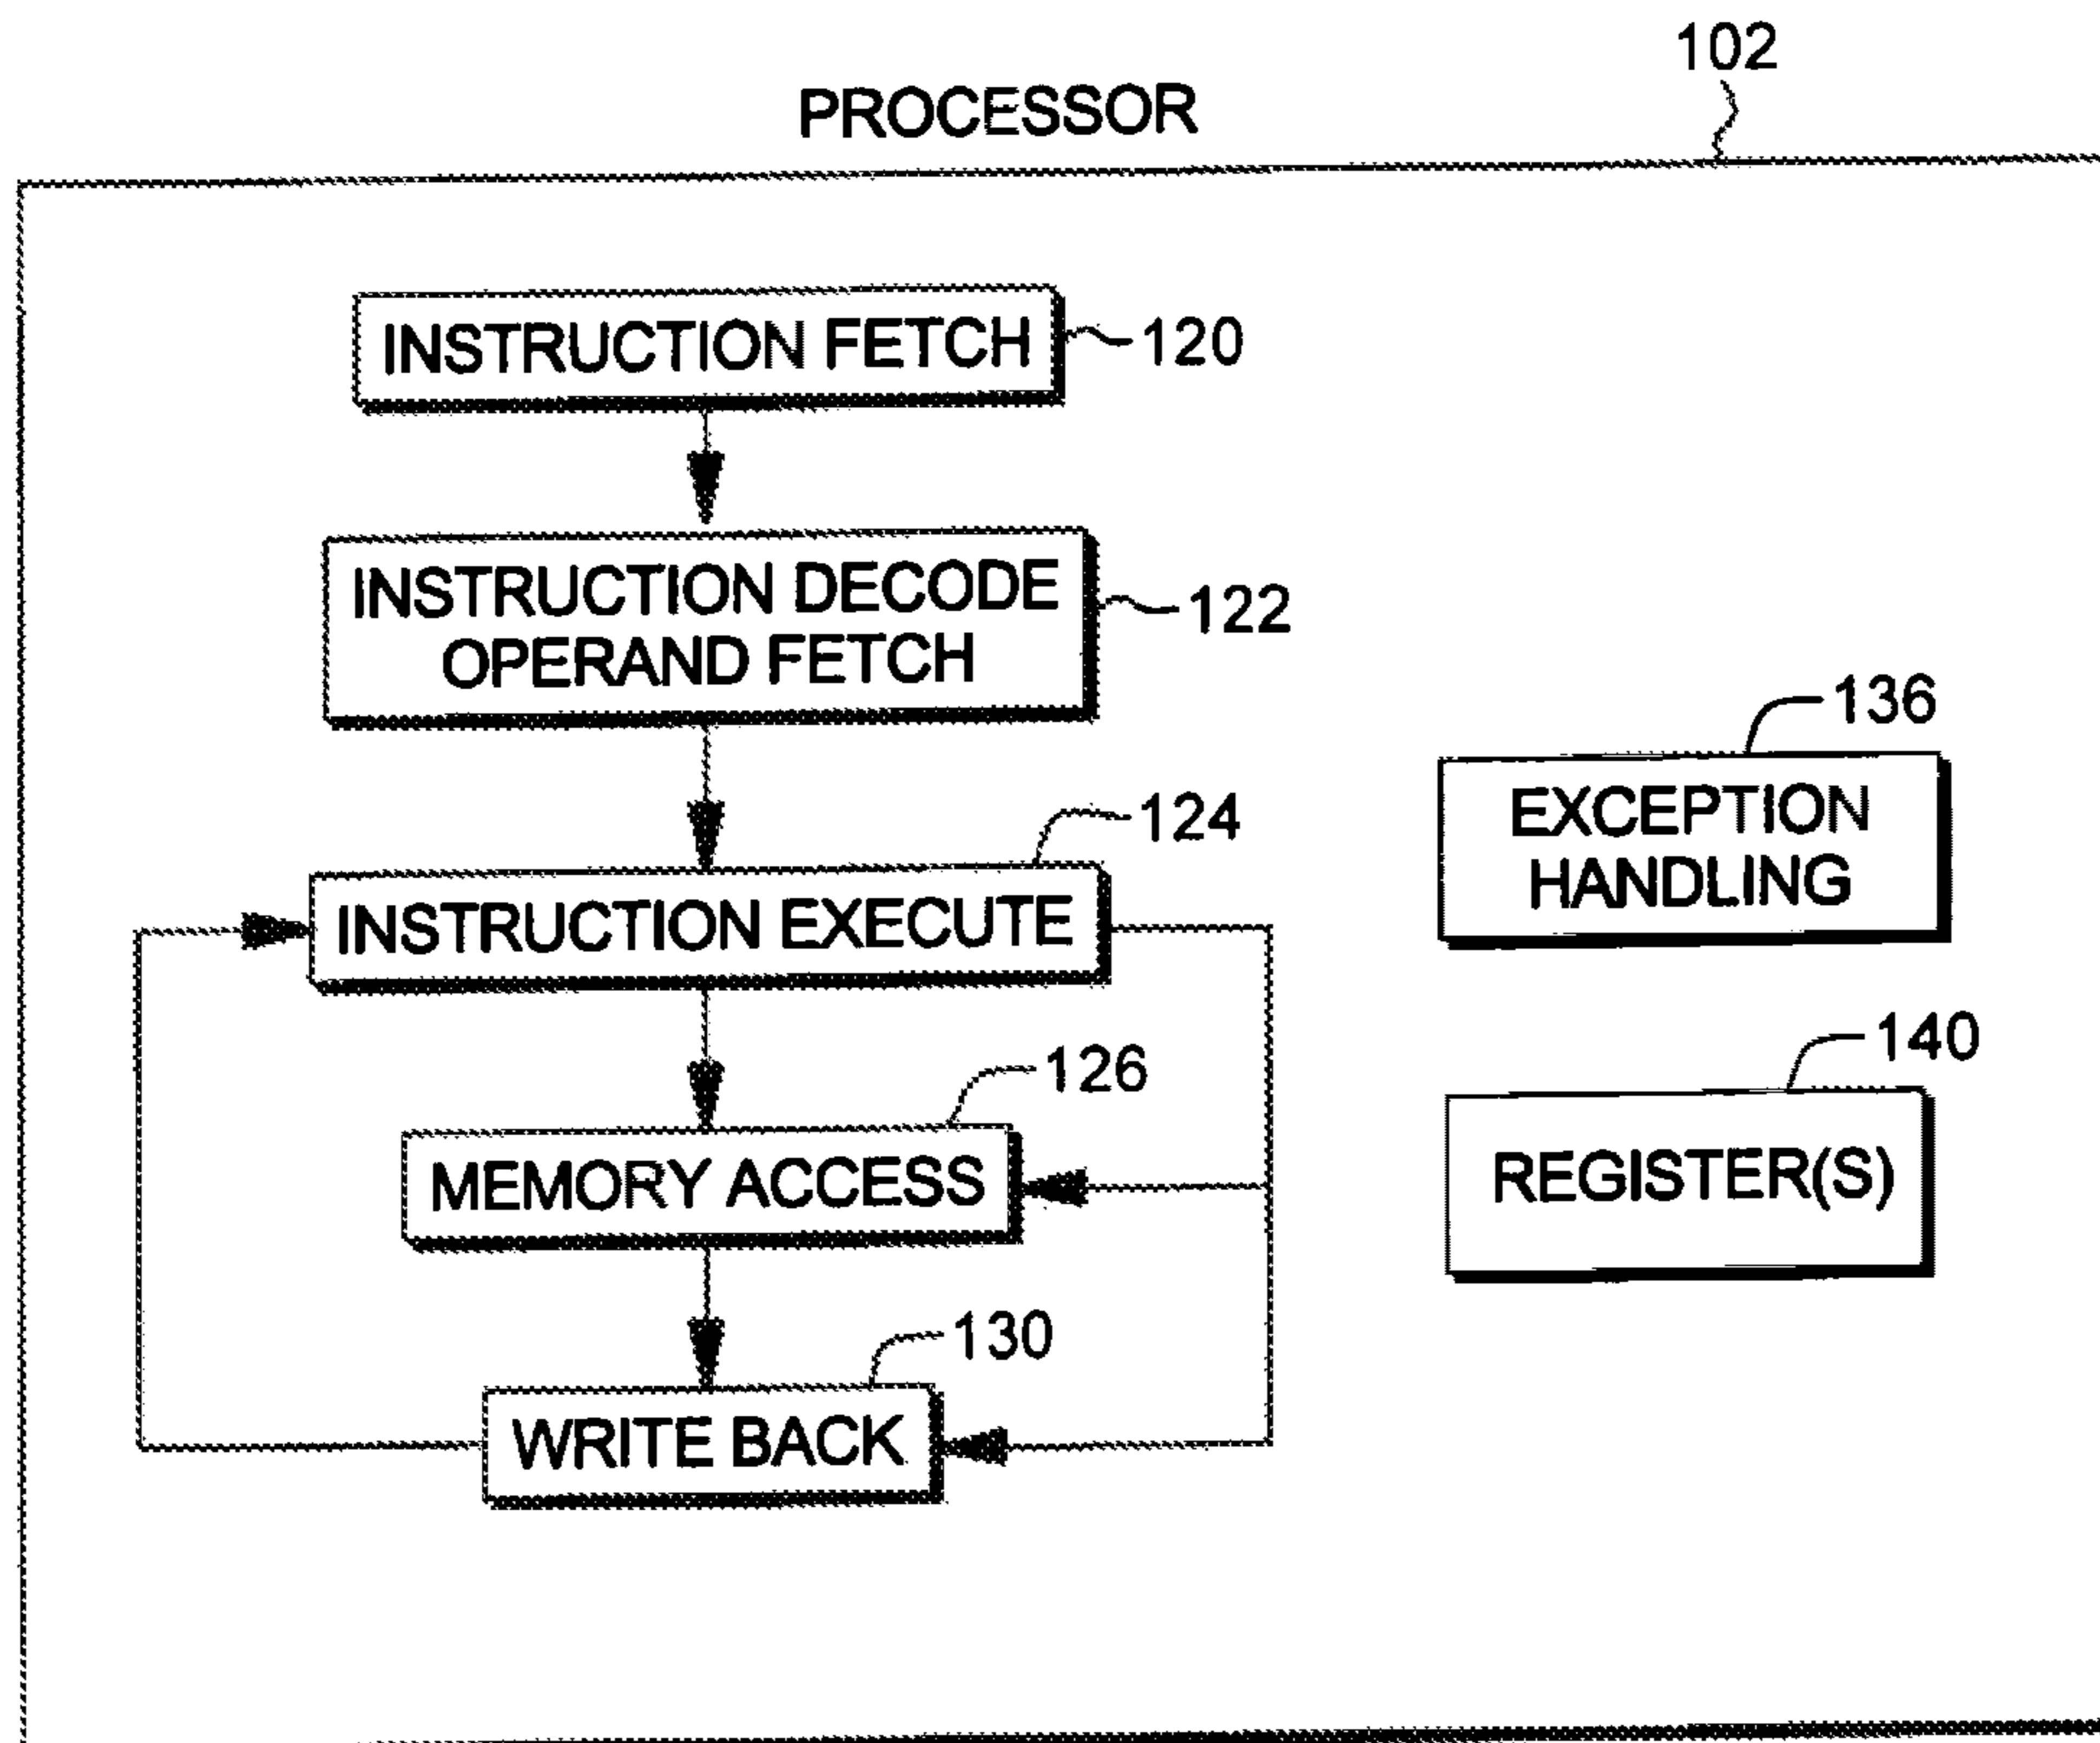 102
PROCESSOR
INSTRUCTION FETCH
120
INSTRUCTION DECODE
OPERAND FETCH
122
136
EXCEPTION
HANDLING
124
INSTRUCTION EXECUTE
140
REGISTER(S)
126
MEMORY ACCESS
130
WRITE BACK